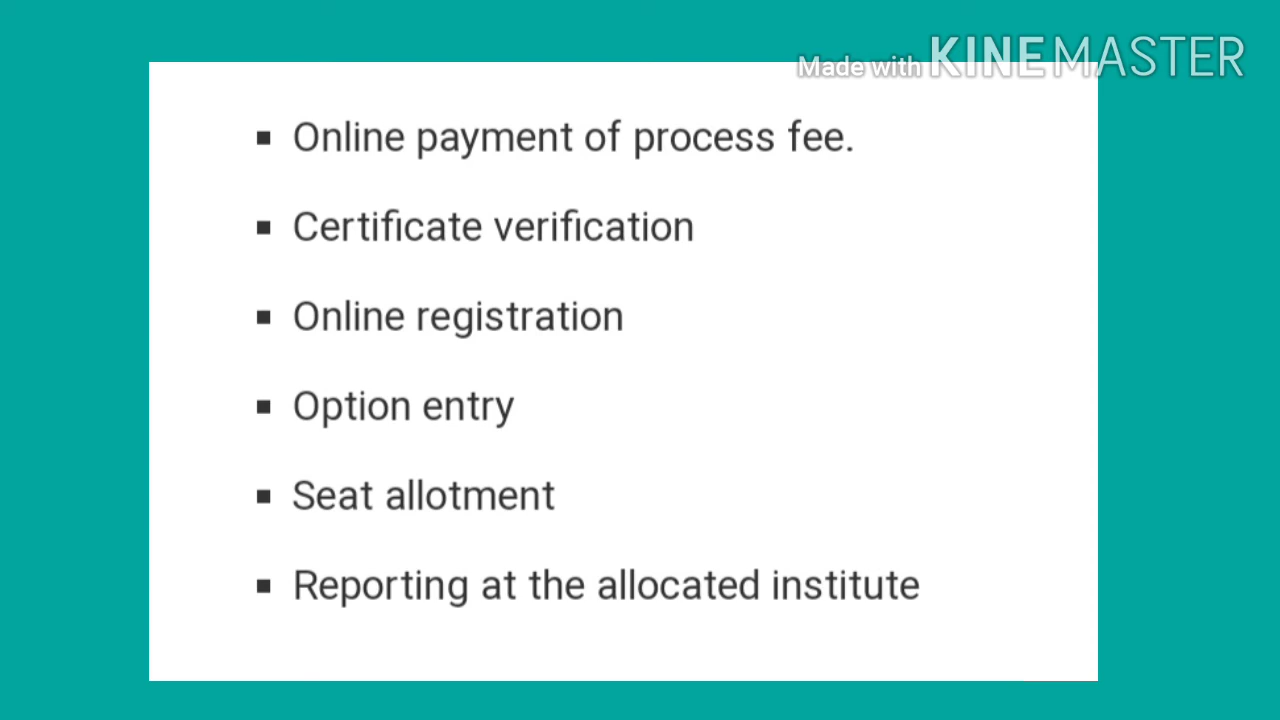 Made with KINEMASTER
▪ Online payment of process fee.
▪ Certificate verification
▪ Online registration
▪ Option entry
▪ Seat allotment
▪ Reporting at the allocated institute